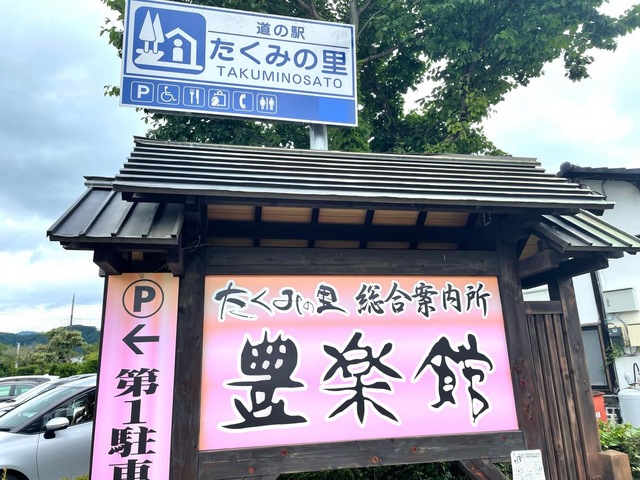 道の駅
たくみの里
TAKUMINOSATO
P
たくみの里 総合案内所
豊楽館
P
←
第1駐車